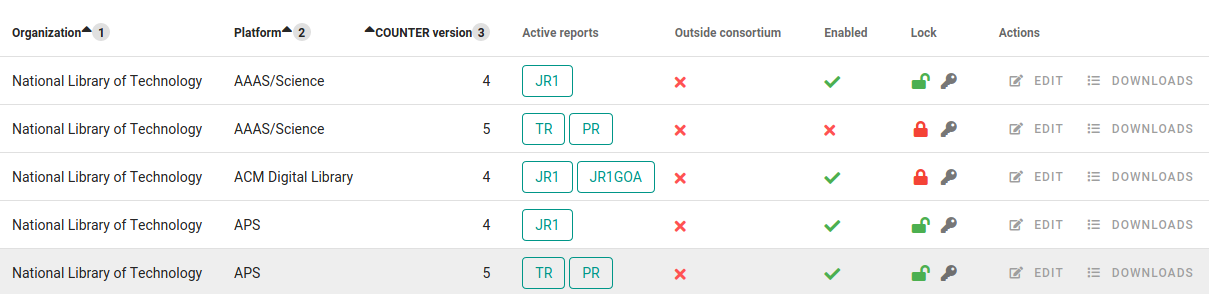 Organization 1 Platform 2 COUNTER version 3 Active reports Outside consortium Enabled Lock Actions
National Library of Technology AAAS/Science 4 JR1 EDIT DOWNLOADS
National Library of Technology AAAS/Science 5 TR PR EDIT DOWNLOADS
National Library of Technology ACM Digital Library 4 JR1 JR1GOA EDIT DOWNLOADS
National Library of Technology APS 4 JR1 EDIT DOWNLOADS
National Library of Technology APS 5 TR PR EDIT DOWNLOADS